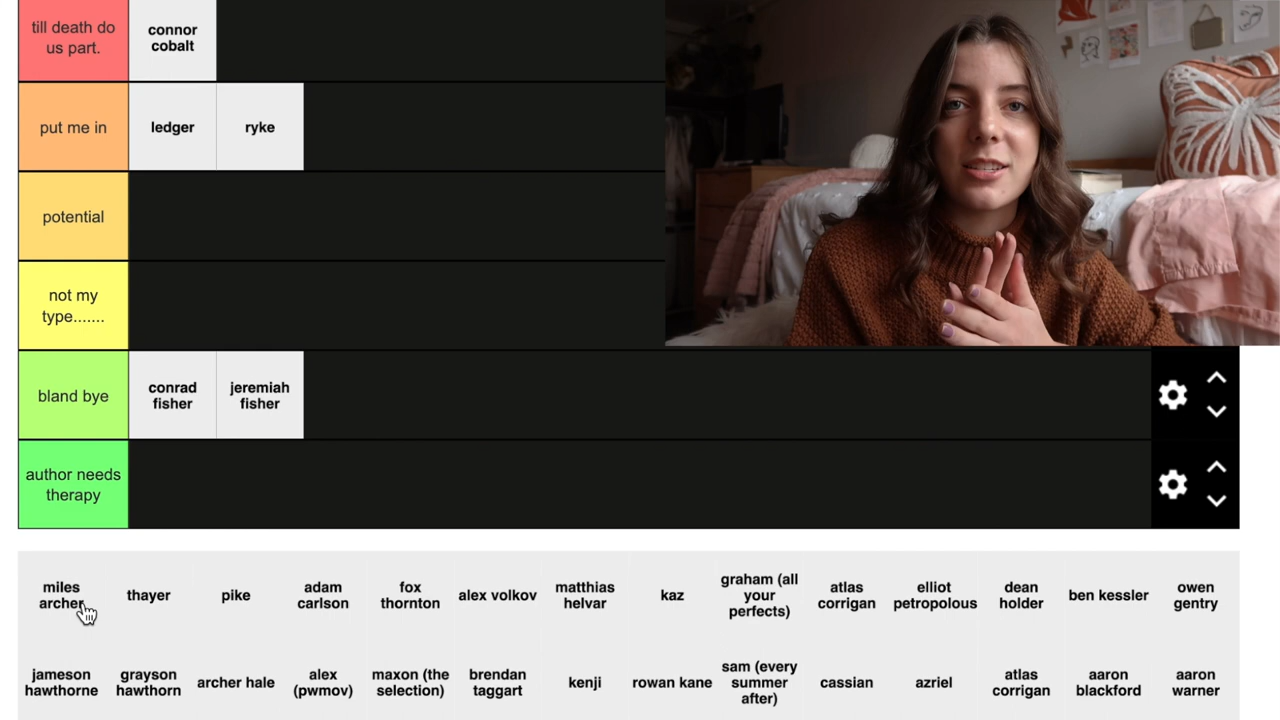 till death do
us part.
connor
cobalt
put me in
ledger
ryke
potential
not my
type.......
bland bye
conrad
fisher
jeremiah
fisher
author needs
therapy
miles
archer
thayer
pike
adam
carlson
fox
thornton
alex volkov
matthias
helvar
kaz
graham (all
your
perfects)
atlas
corrigan
elliot
petropolous
dean
holder
ben kessler
owen
gentry
jameson
hawthorne
grayson
hawthorn
archer hale
alex
(pwmov)
maxon (the
selection)
brendan
taggart
kenji
rowan kane
sam (every
summer
after)
cassian
azriel
atlas
corrigan
aaron
blackford
aaron
warner